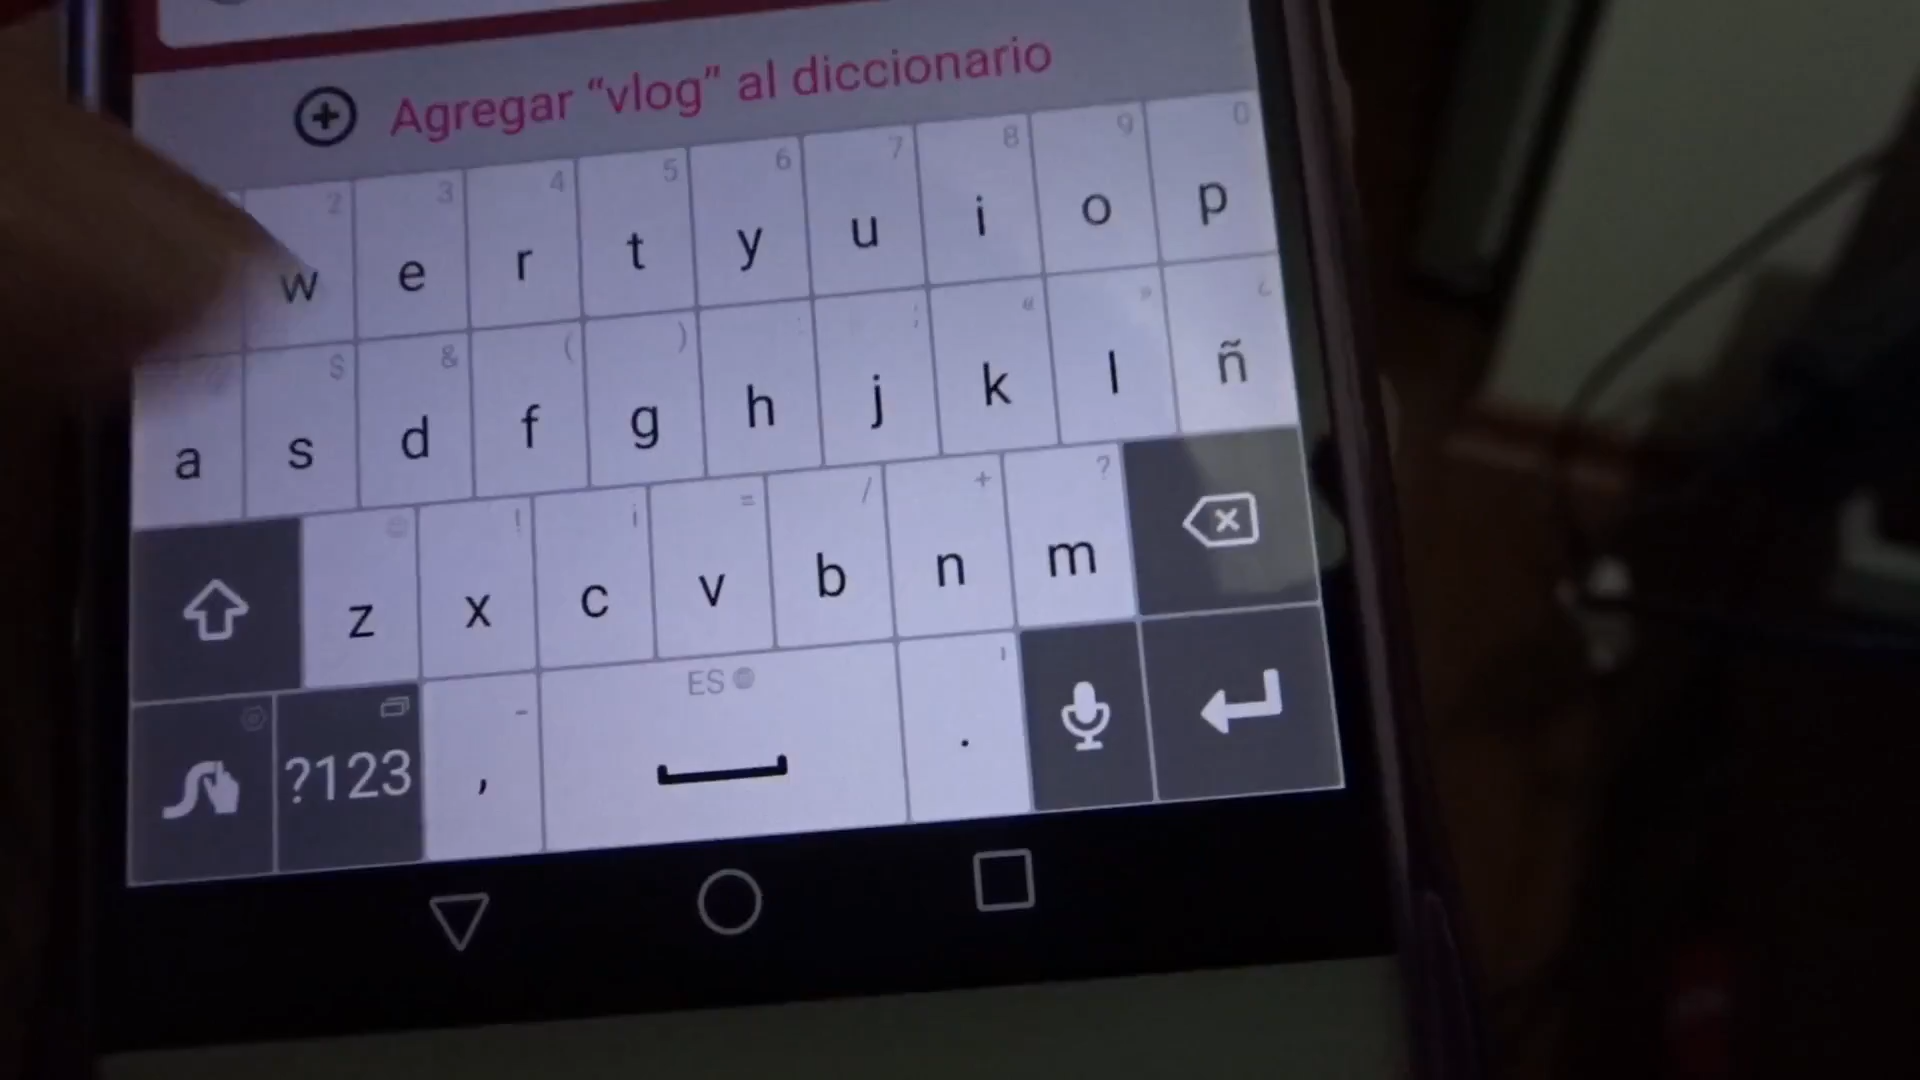 Agregar “vlog” al diccionario
2 3 4 5 6 7 8 9 0
w e r t y u i o p
$ & ( ) : ; « » ¿
a s d f g h j k l ñ
! ¡ = / + ?
z x c v b n m
ES
- '
?123 , .